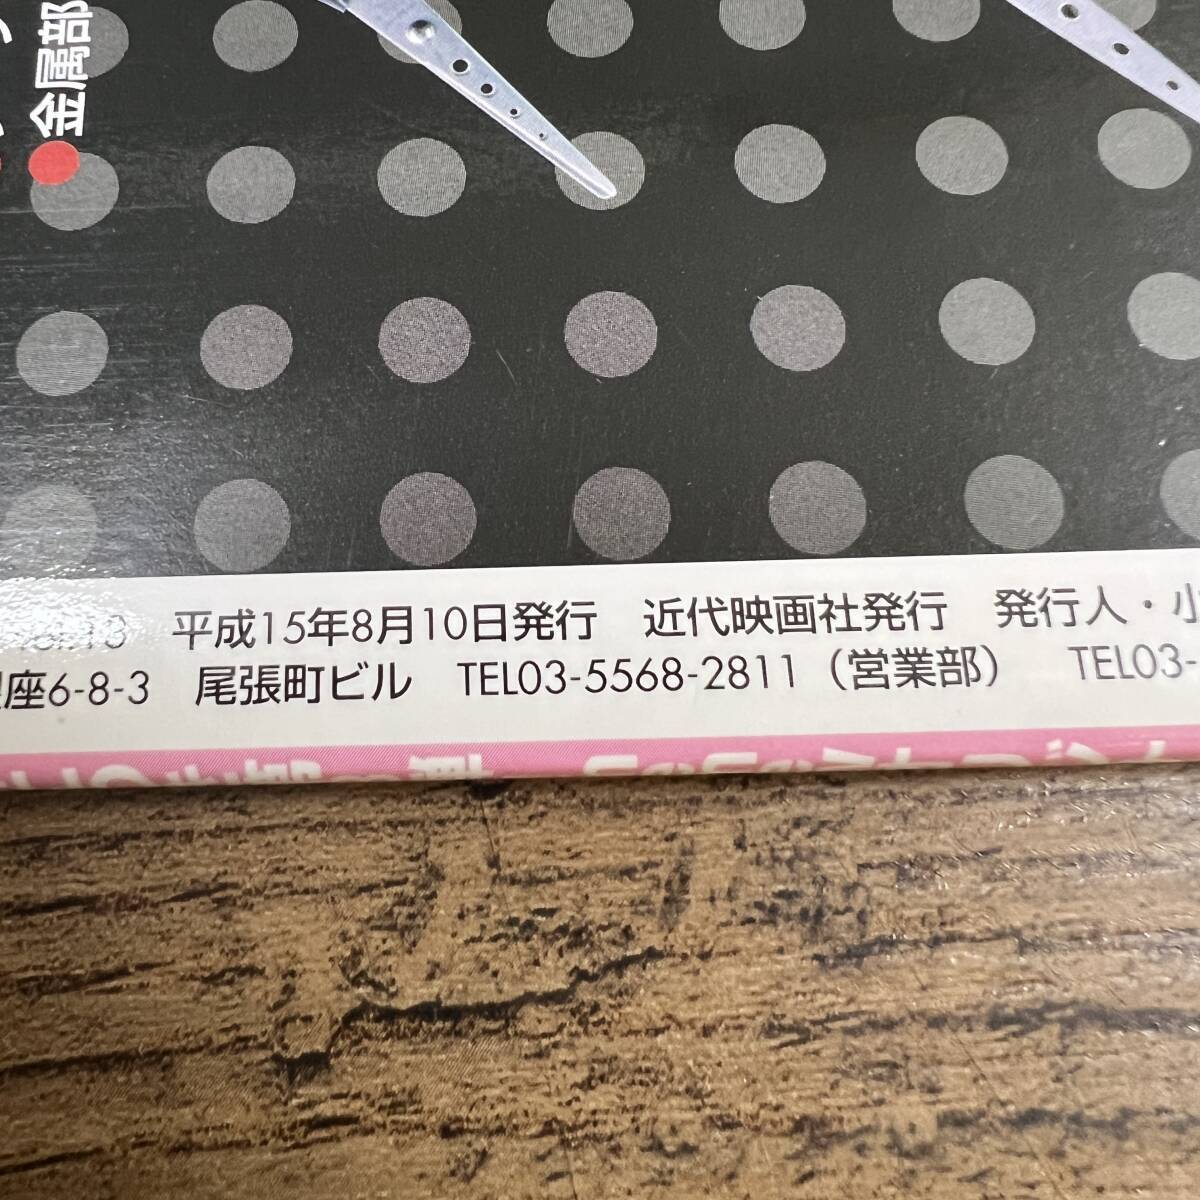 金属部
平成15年8月10日発行 近代映画社発行 発行人・小
座6-8-3 尾張町ビル TEL03-5568-2811（営業部） TEL03-